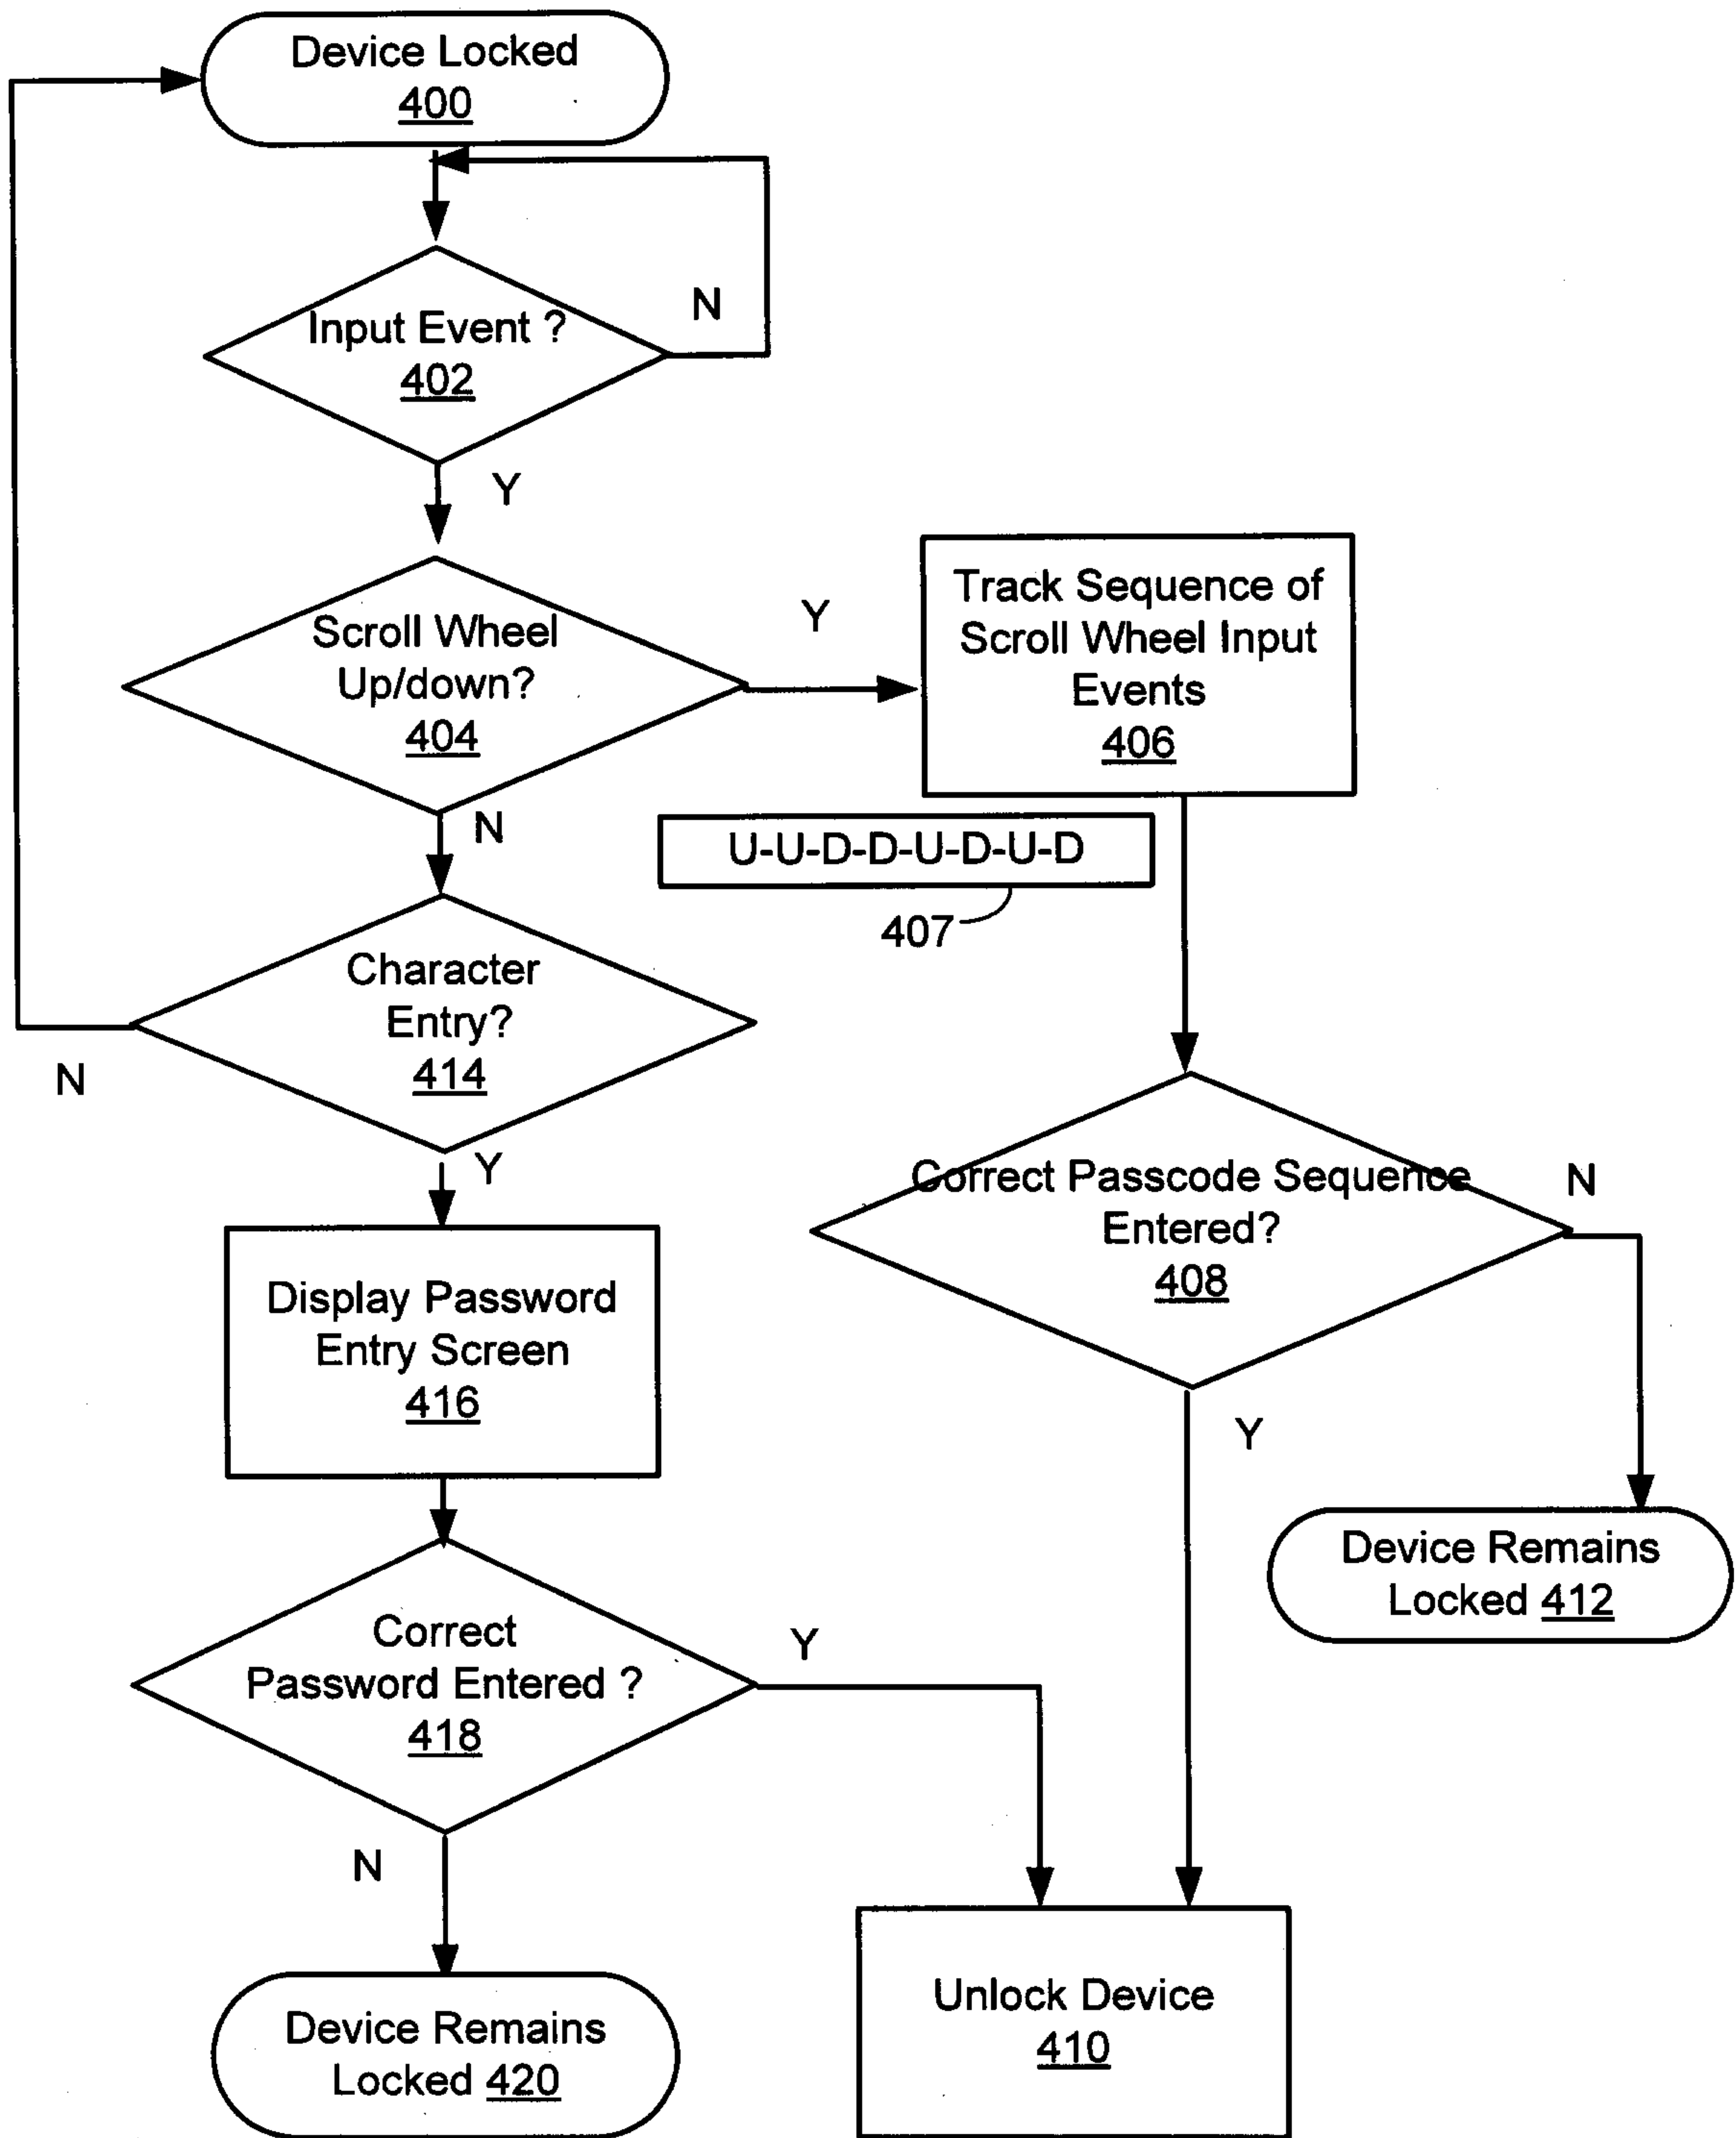 Device Locked
400
Input Event ?
402
N
Y
Scroll Wheel
Up/down?
404
Y
N
Track Sequence of
Scroll Wheel Input
Events
406
U-U-D-D-U-D-U-D
407
Character
Entry?
414
N
Y
Correct Passcode Sequence
Entered?
408
N
Y
Display Password
Entry Screen
416
Device Remains
Locked 412
Correct
Password Entered ?
418
Y
N
Device Remains
Locked 420
Unlock Device
410